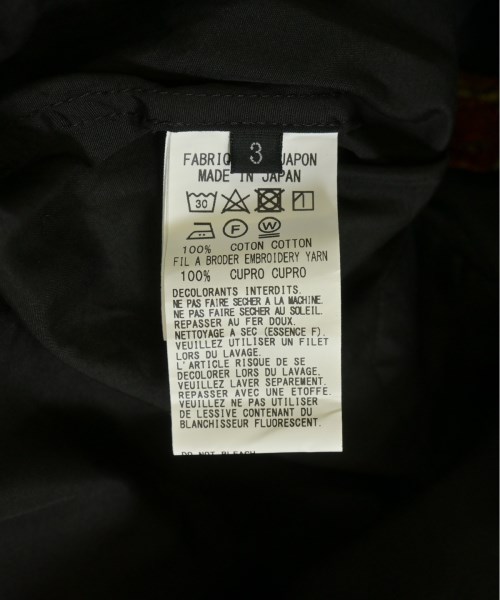 3
JAPON
MADE IN JAPAN
30
F
W
100% COTON COTTON
FIL A BRODER EMBROIDERY YARN
100% CUPRO CUPRO
DECOLORANTS INTERDITS.
NE PAS FAIRE SECHER A LA MACHINE.
NE PAS FAIRE SECHER AU SOLEIL.
REPASSER AU FER DOUX.
NETTOYAGE A SEC (ESSENCE F).
VEUILLEZ UTILISER UN FILET
LORS DU LAVAGE.
L'ARTICLE RISQUE DE SE
DECOLORER LORS DU LAVAGE.
VEUILLEZ LAVER SEPAREMENT.
REPASSER AVEC UNE ETOFFE.
VEUILLEZ NE PAS UTILISER
DE LESSIVE CONTENANT DU
BLANCHISSEUR FLUORESCENT.
DO NOT BLEACH